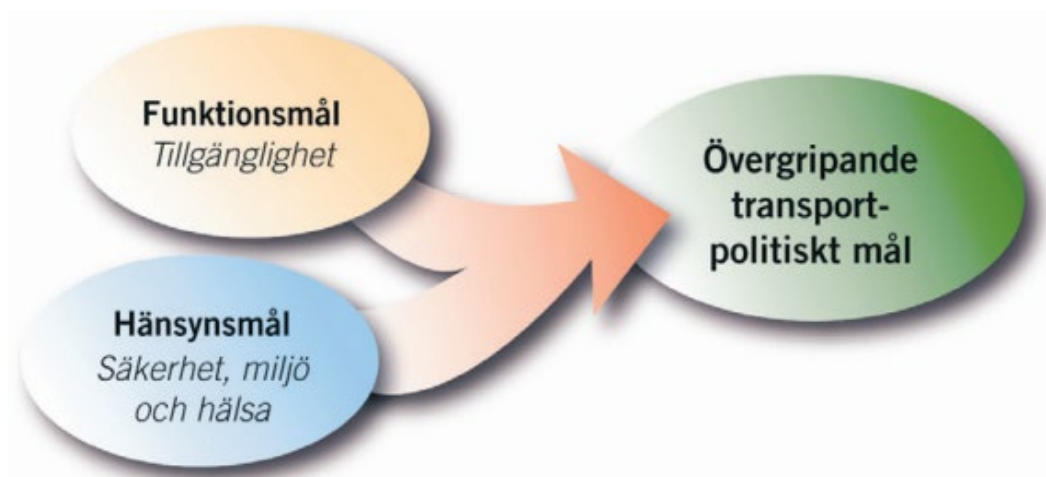 Funktionsmål
Tillgänglighet
Hänsynsmål
Säkerhet, miljö
och hälsa
Övergripande
transport-
politiskt mål